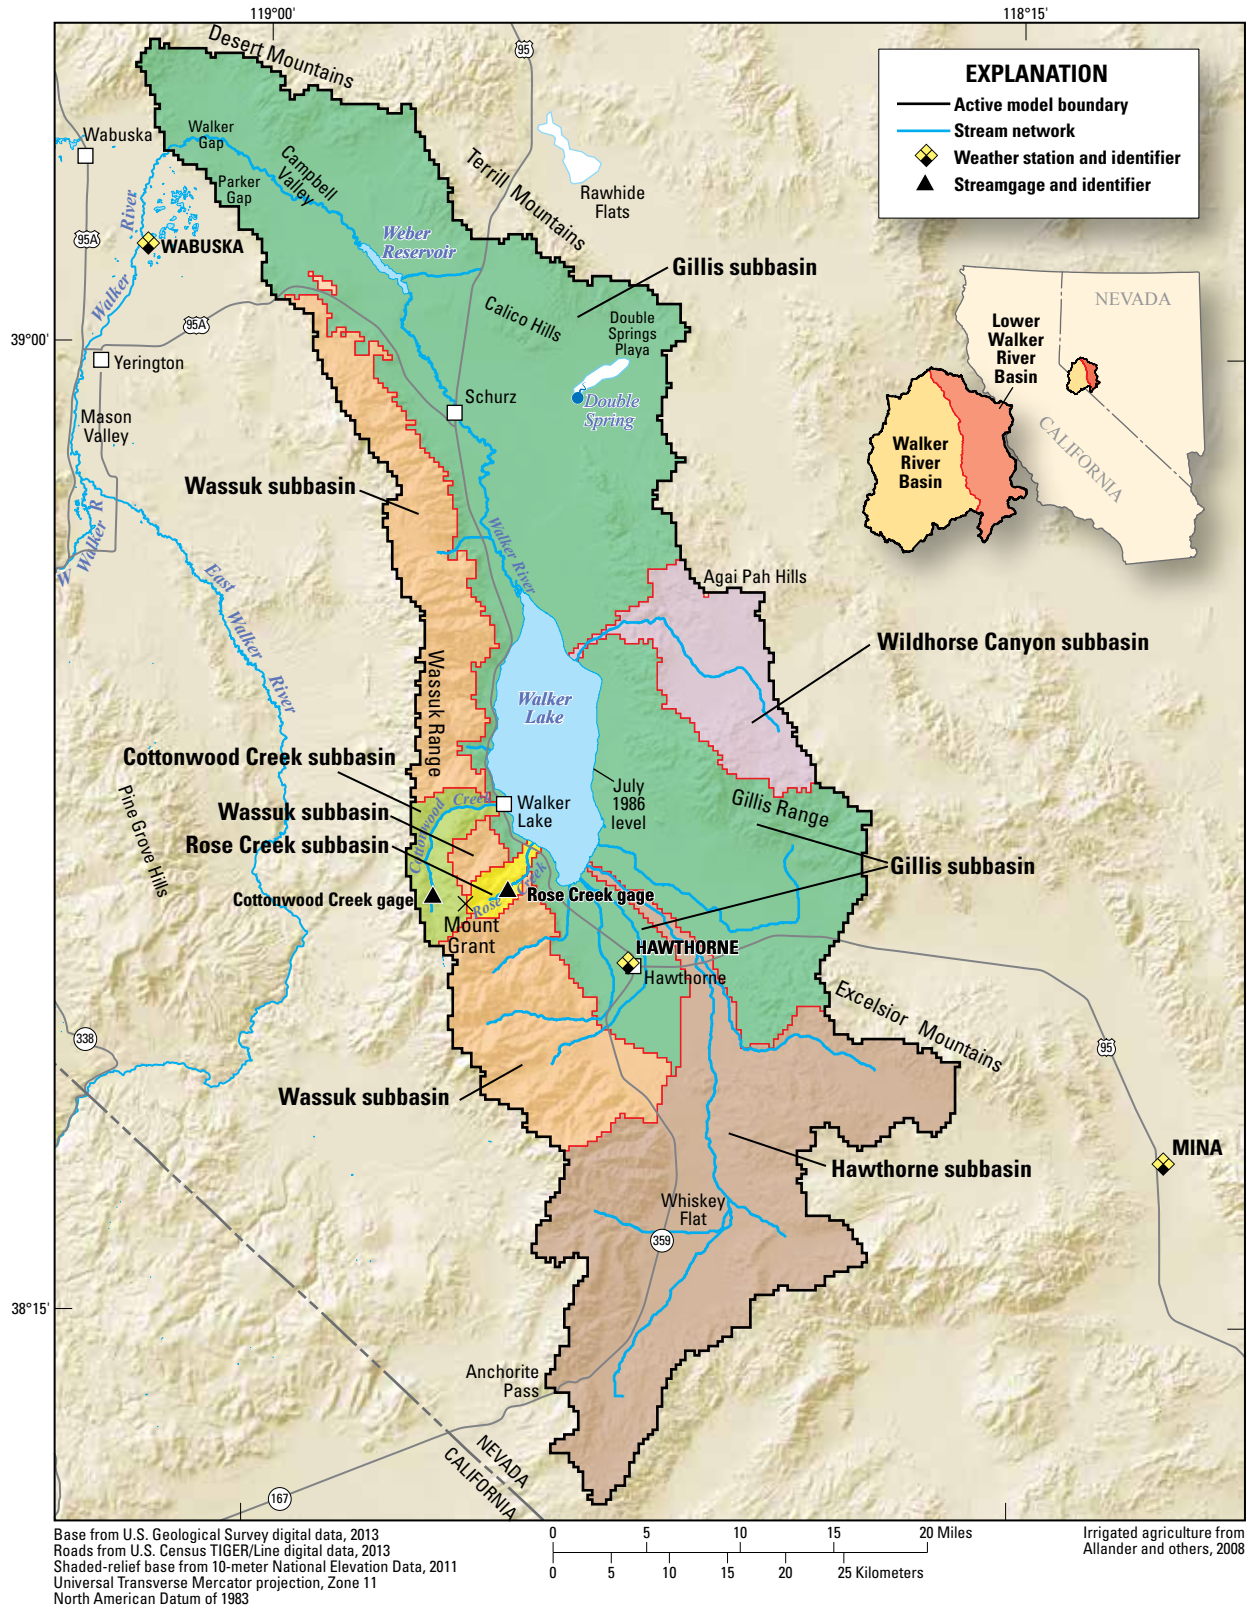 119°00'
118°15'
Desert Mountains
95
EXPLANATION
Active model boundary
Stream network
Weather station and identifier
Streamgage and identifier
Wabuska
Walker
Gap
Campbell
Valley
Parker
Gap
Terrill Mountains
Rawhide
Flats
River
95A
WABUSKA
Weber
Reservoir
Gillis subbasin
Walker
95A
Calico Hills
Double
Springs
Playa
39°00'
Yerington
NEVADA
Lower
Walker
River
Basin
CALIFORNIA
Walker
River
Basin
Schurz
Double
Spring
Mason
Valley
Wassuk subbasin
W Walker R
Walker River
East Walker River
Agai Pah Hills
Wildhorse Canyon subbasin
Wassuk Range
Walker
Lake
Cottonwood Creek subbasin
July
1986
level
Gillis Range
Pine Grove Hills
Wassuk subbasin
Cottonwood Creek
Walker
Lake
Rose Creek subbasin
Gillis subbasin
Cottonwood Creek gage
Rose Creek
Rose Creek gage
Mount
Grant
HAWTHORNE
Hawthorne
Excelsior Mountains
338
95
Wassuk subbasin
MINA
Hawthorne subbasin
Whiskey
Flat
359
38°15'
Anchorite
Pass
NEVADA
CALIFORNIA
167
Base from U.S. Geological Survey digital data, 2013
Roads from U.S. Census TIGER/Line digital data, 2013
Shaded-relief base from 10-meter National Elevation Data, 2011
Universal Transverse Mercator projection, Zone 11
North American Datum of 1983
0 5 10 15 20 Miles
0 5 10 15 20 25 Kilometers
Irrigated agriculture from
Allander and others, 2008